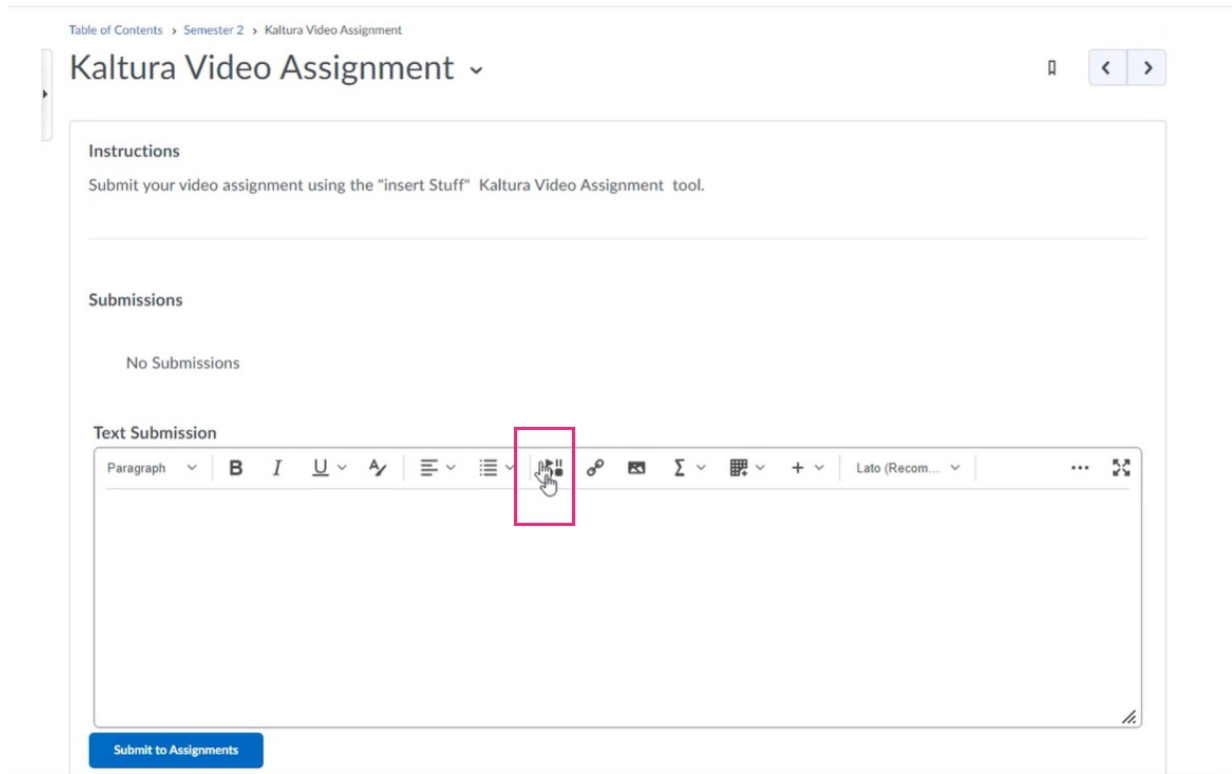 Table of Contents › Semester 2 › Kaltura Video Assignment
Kaltura Video Assignment
Instructions
Submit your video assignment using the "insert Stuff" Kaltura Video Assignment tool.
Submissions
No Submissions
Text Submission
Paragraph B I U A Σ + Lato (Recom... ...
Submit to Assignments